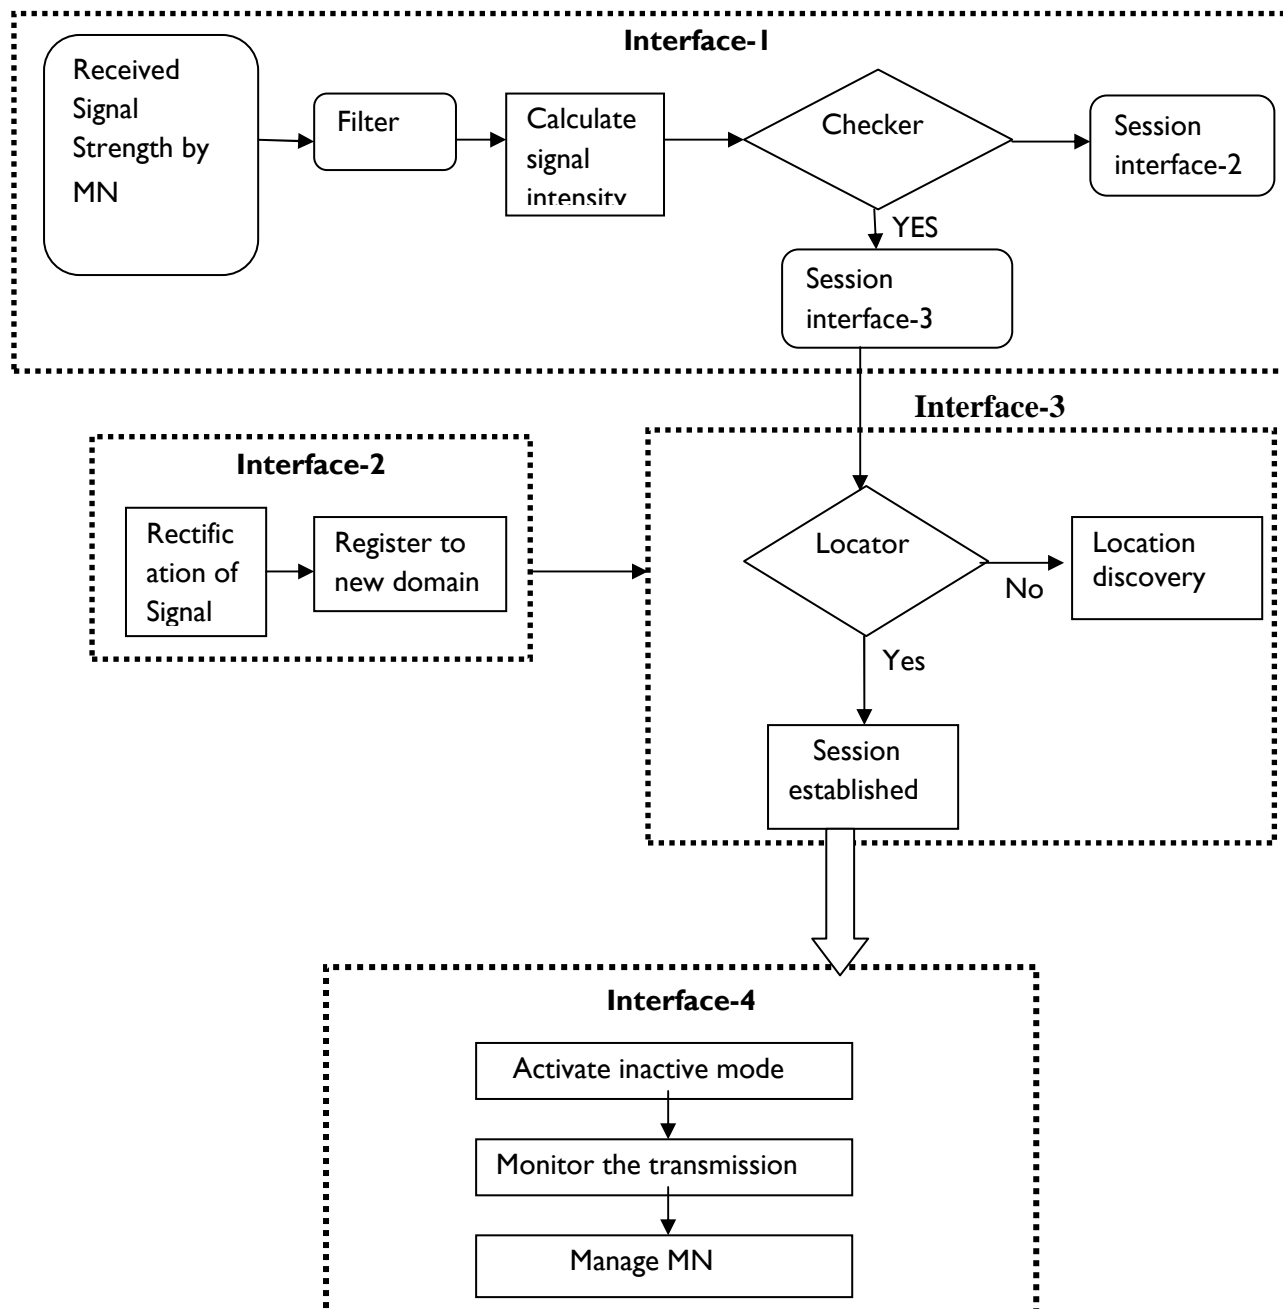 Interface-1
Received
Signal
Strength by
MN
Filter
Calculate
signal
intensity
Checker
Session
interface-2
YES
Session
interface-3
Interface-3
Interface-2
Rectific
ation of
Signal
Register to
new domain
Locator
No
Location
discovery
Yes
Session
established
Interface-4
Activate inactive mode
Monitor the transmission
Manage MN